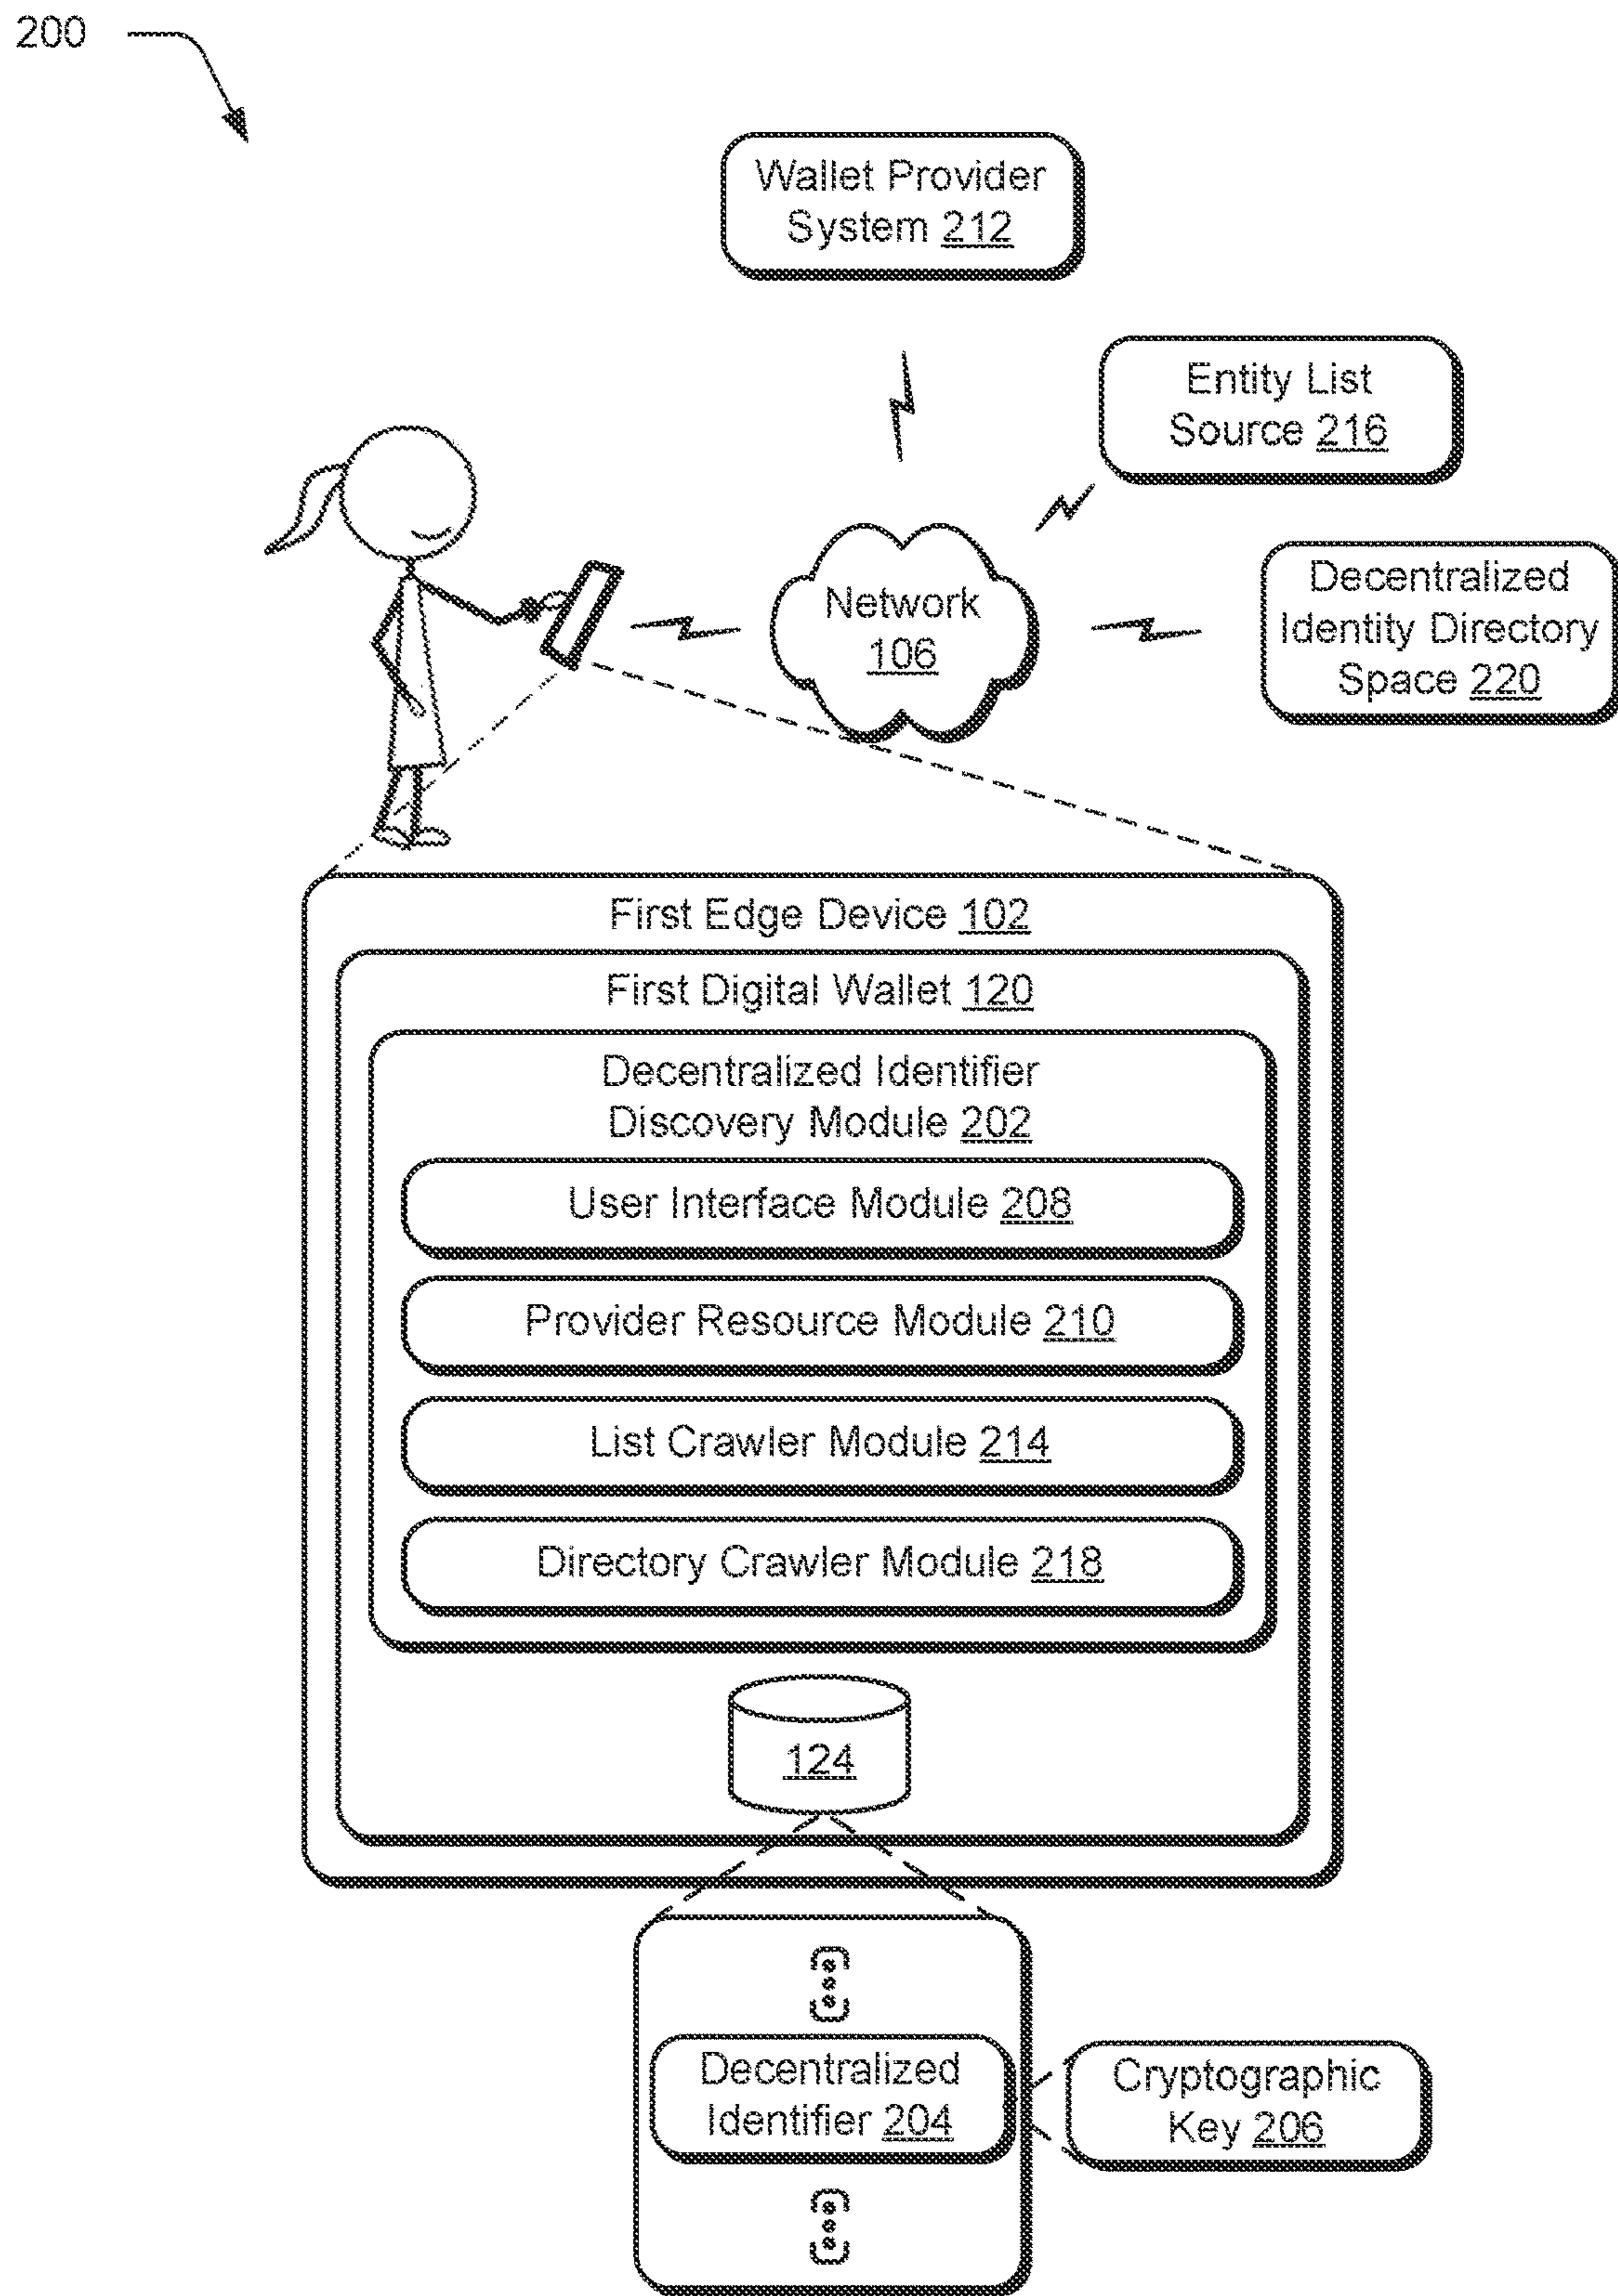 200
Wallet Provider
System 212
Entity List
Source 216
Network
106
Decentralized
Identity Directory
Space 220
First Edge Device 102
First Digital Wallet 120
Decentralized Identifier
Discovery Module 202
User Interface Module 208
Provider Resource Module 210
List Crawler Module 214
Directory Crawler Module 218
124
Decentralized
Identifier 204
Cryptographic
Key 206